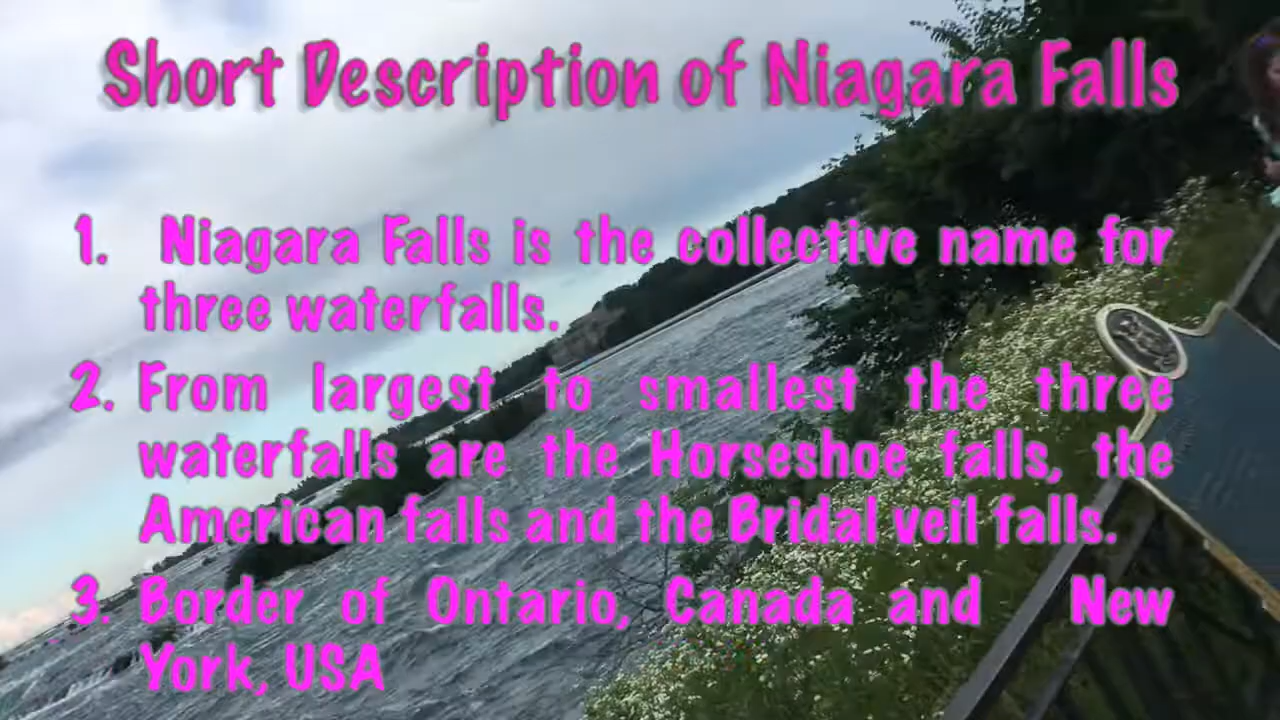 Short Description of Niagara Falls
1. Niagara Falls is the collective name for
three waterfalls.
2. From largest to smallest the three
waterfalls are the Horseshoe falls, the
American falls and the Bridal veil falls.
3. Border of Ontario, Canada and New
York, USA